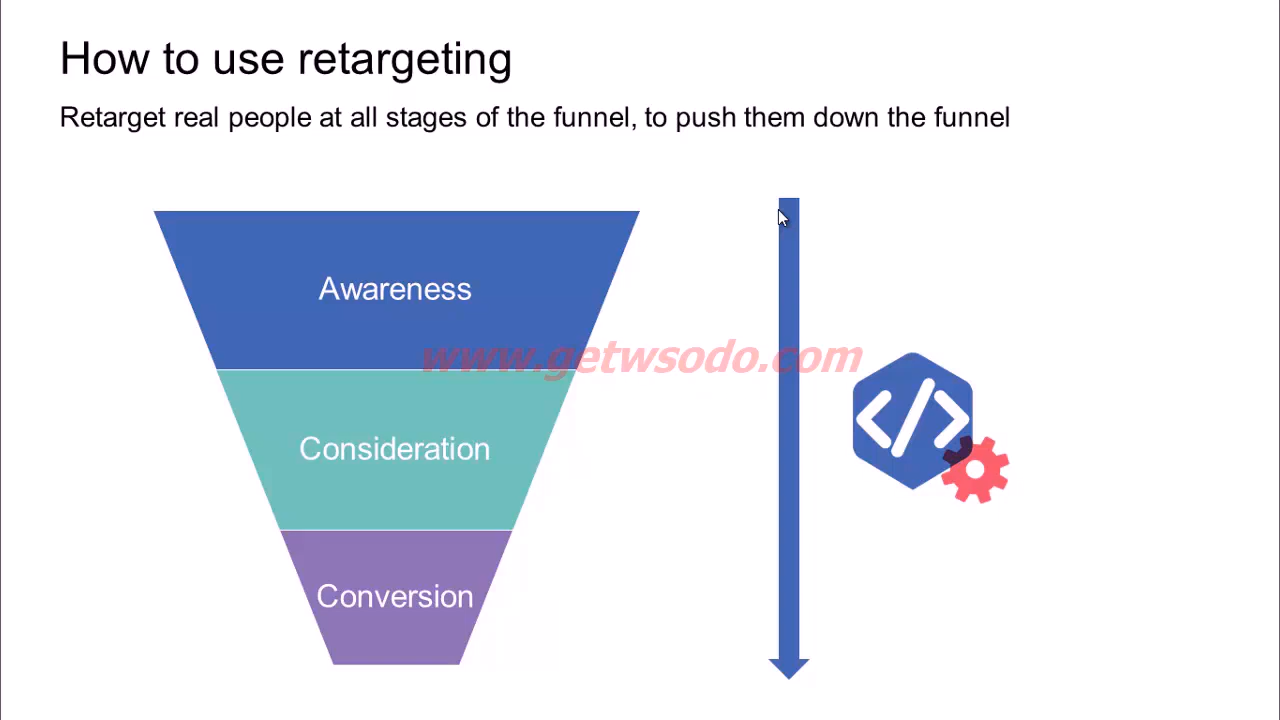 How to use retargeting
Retarget real people at all stages of the funnel, to push them down the funnel
Awareness
www.getwsodo.com
Consideration
Conversion